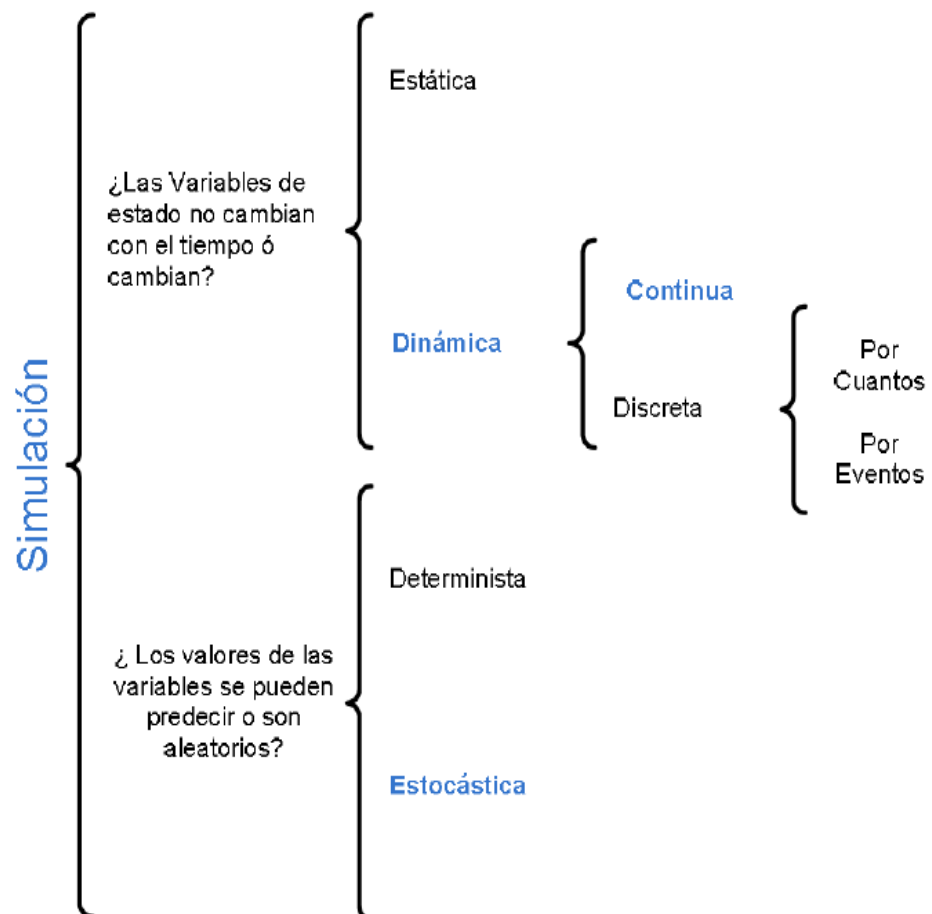 Simulación
¿Las Variables de
estado no cambian
con el tiempo ó
cambian?
Estática
Dinámica
Continua
Discreta
Por
Cuantos
Por
Eventos
¿ Los valores de las
variables se pueden
predecir o son
aleatorios?
Determinista
Estocástica